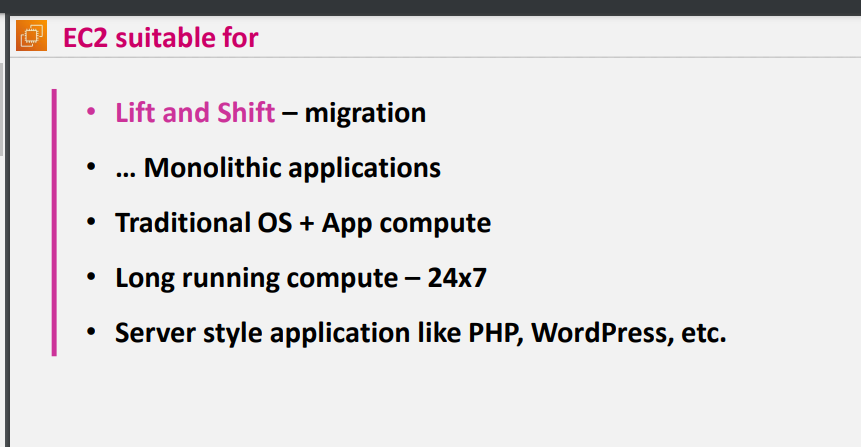 EC2 suitable for
• Lift and Shift – migration
• ... Monolithic applications
• Traditional OS + App compute
• Long running compute – 24x7
• Server style application like PHP, WordPress, etc.